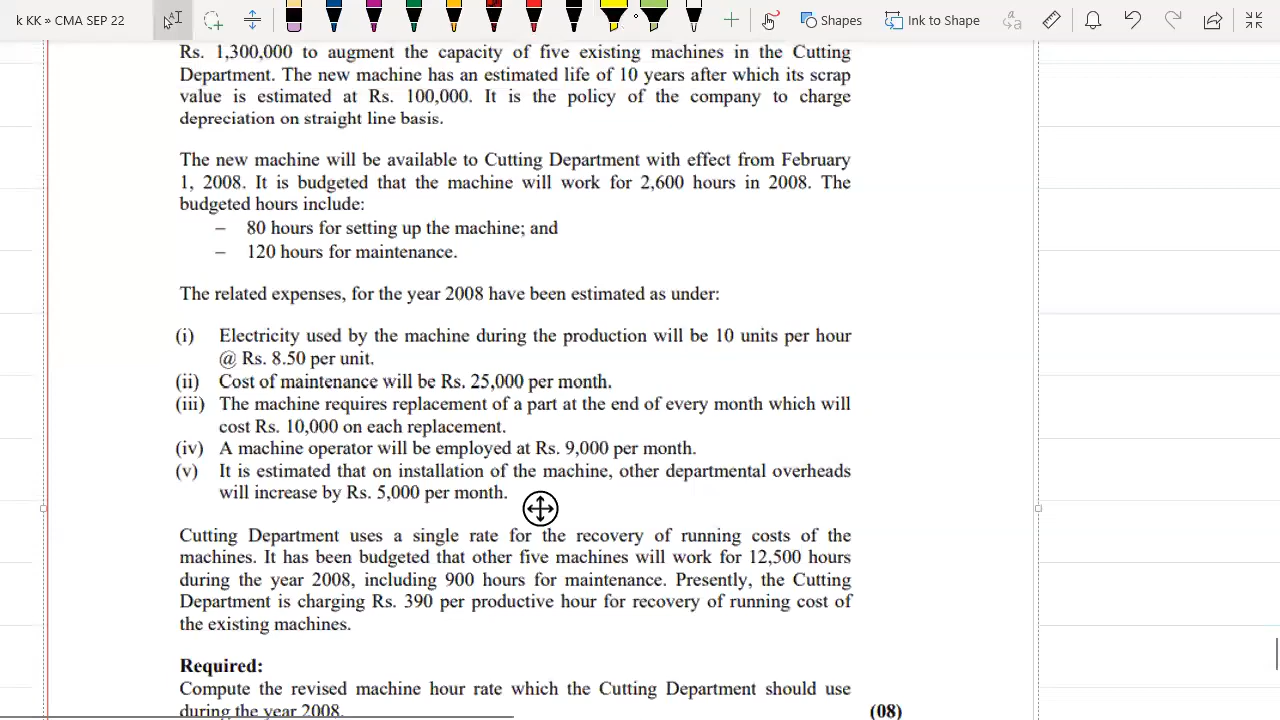 k KK » CMA SEP 22
Shapes
Ink to Shape
Rs. 1,300,000 to augment the capacity of five existing machines in the Cutting
Department. The new machine has an estimated life of 10 years after which its scrap
value is estimated at Rs. 100,000. It is the policy of the company to charge
depreciation on straight line basis.
The new machine will be available to Cutting Department with effect from February
1, 2008. It is budgeted that the machine will work for 2,600 hours in 2008. The
budgeted hours include:
– 80 hours for setting up the machine; and
– 120 hours for maintenance.
The related expenses, for the year 2008 have been estimated as under:
(i) Electricity used by the machine during the production will be 10 units per hour
@ Rs. 8.50 per unit.
(ii) Cost of maintenance will be Rs. 25,000 per month.
(iii) The machine requires replacement of a part at the end of every month which will
cost Rs. 10,000 on each replacement.
(iv) A machine operator will be employed at Rs. 9,000 per month.
(v) It is estimated that on installation of the machine, other departmental overheads
will increase by Rs. 5,000 per month.
Cutting Department uses a single rate for the recovery of running costs of the
machines. It has been budgeted that other five machines will work for 12,500 hours
during the year 2008, including 900 hours for maintenance. Presently, the Cutting
Department is charging Rs. 390 per productive hour for recovery of running cost of
the existing machines.
Required:
Compute the revised machine hour rate which the Cutting Department should use
during the year 2008. (08)